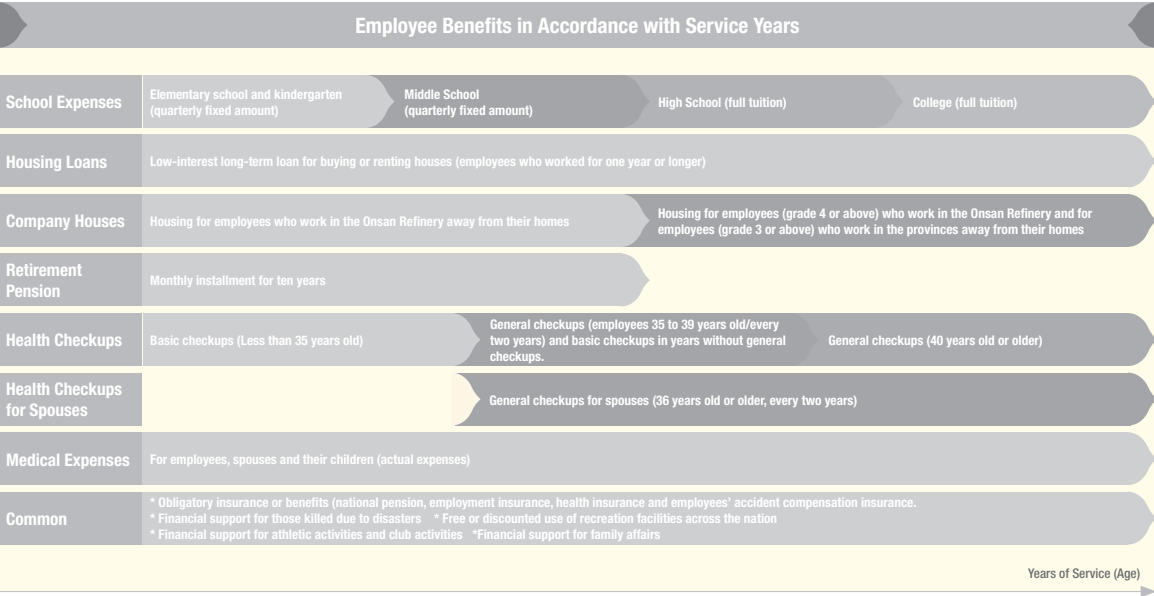 Employee Benefits in Accordance with Service Years
School Expenses
Elementary school and kindergarten
(quarterly fixed amount)
Middle School
(quarterly fixed amount)
High School (full tuition)
College (full tuition)
Housing Loans
Low-interest long-term loan for buying or renting houses (employees who worked for one year or longer)
Company Houses
Housing for employees who work in the Onsan Refinery away from their homes
Housing for employees (grade 4 or above) who work in the Onsan Refinery and for
employees (grade 3 or above) who work in the provinces away from their homes
Retirement
Pension
Monthly installment for ten years
Health Checkups
Basic checkups (Less than 35 years old)
General checkups (employees 35 to 39 years old/every
two years) and basic checkups in years without general
checkups.
General checkups (40 years old or older)
Health Checkups
for Spouses
General checkups for spouses (36 years old or older, every two years)
Medical Expenses
For employees, spouses and their children (actual expenses)
Common
* Obligatory insurance or benefits (national pension, employment insurance, health insurance and employees' accident compensation insurance.
* Financial support for those killed due to disasters * Free or discounted use of recreation facilities across the nation
* Financial support for athletic activities and club activities *Financial support for family affairs
Years of Service (Age)